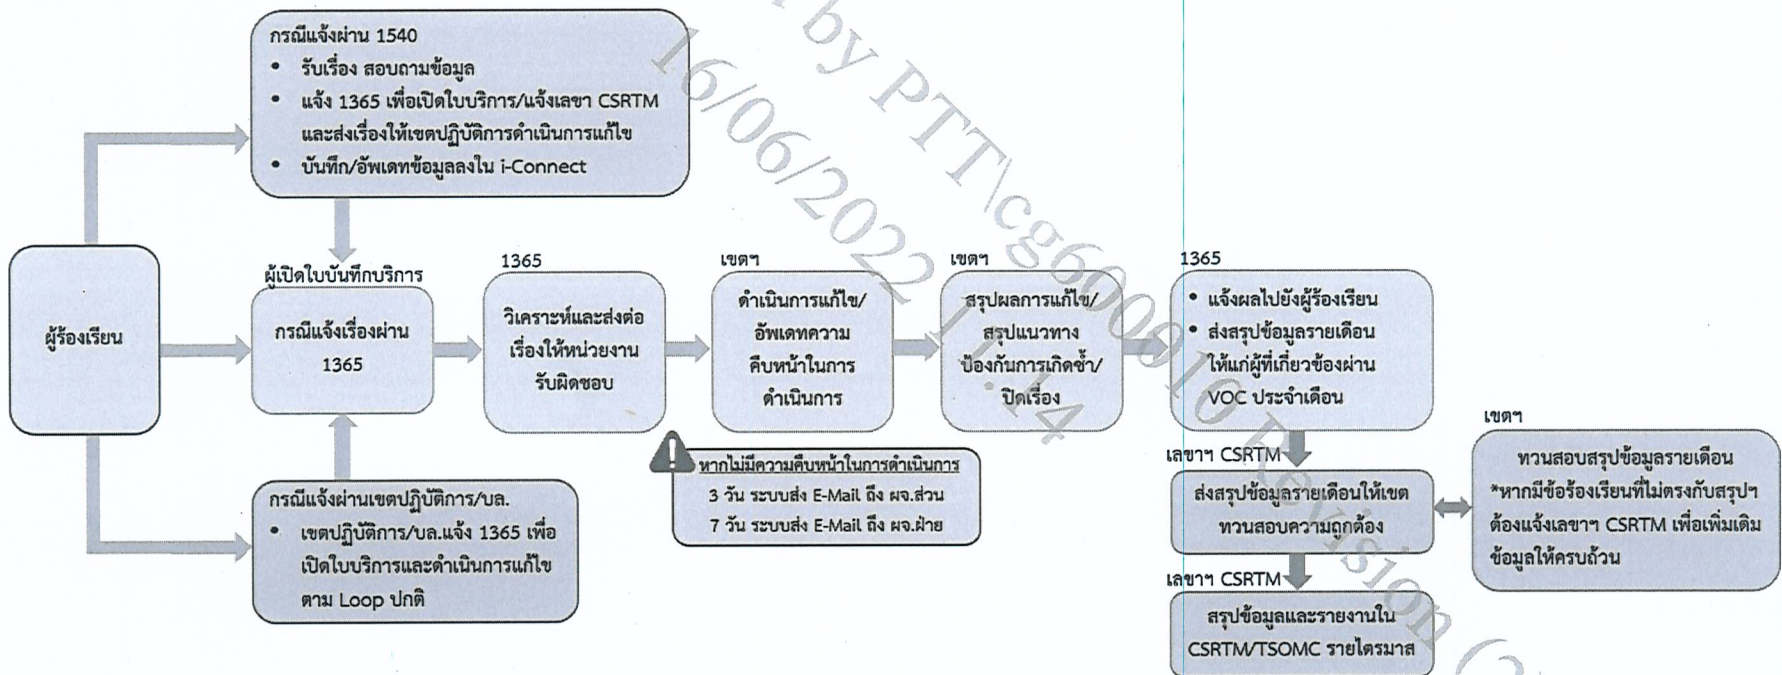 กรณีแจ้งผ่าน 1540
• รับเรื่อง สอบถามข้อมูล
• แจ้ง 1365 เพื่อเปิดใบบริการ/แจ้งเลขา CSRTM
และส่งเรื่องให้เขตปฏิบัติการดำเนินการแก้ไข
• บันทึก/อัพเดทข้อมูลลงใน i-Connect
ผู้ร้องเรียน
ผู้เปิดใบบันทึกบริการ
กรณีแจ้งเรื่องผ่าน
1365
1365
วิเคราะห์และส่งต่อ
เรื่องให้หน่วยงาน
รับผิดชอบ
เขตฯ
ดำเนินการแก้ไข/
อัพเดทความ
คืบหน้าในการ
ดำเนินการ
เขตฯ
สรุปผลการแก้ไข/
สรุปแนวทาง
ป้องกันการเกิดซ้ำ/
ปิดเรื่อง
1365
• แจ้งผลไปยังผู้ร้องเรียน
• ส่งสรุปข้อมูลรายเดือน
ให้แก่ผู้ที่เกี่ยวข้องผ่าน
VOC ประจำเดือน
กรณีแจ้งผ่านเขตปฏิบัติการ/บล.
• เขตปฏิบัติการ/บล.แจ้ง 1365 เพื่อ
เปิดใบบริการและดำเนินการแก้ไข
ตาม Loop ปกติ
หากไม่มีความคืบหน้าในการดำเนินการ
3 วัน ระบบส่ง E-Mail ถึง ผจ.ส่วน
7 วัน ระบบส่ง E-Mail ถึง ผจ.ฝ่าย
เลขาฯ CSRTM
ส่งสรุปข้อมูลรายเดือนให้เขต
ทวนสอบความถูกต้อง
เขตฯ
ทวนสอบสรุปข้อมูลรายเดือน
*หากมีข้อร้องเรียนที่ไม่ตรงกับสรุปฯ
ต้องแจ้งเลขาฯ CSRTM เพื่อเพิ่มเติม
ข้อมูลให้ครบถ้วน
เลขาฯ CSRTM
สรุปข้อมูลและรายงานใน
CSRTM/TSOMC รายไตรมาส
by PTT\cg600010 Revision
16/06/2022 11:14